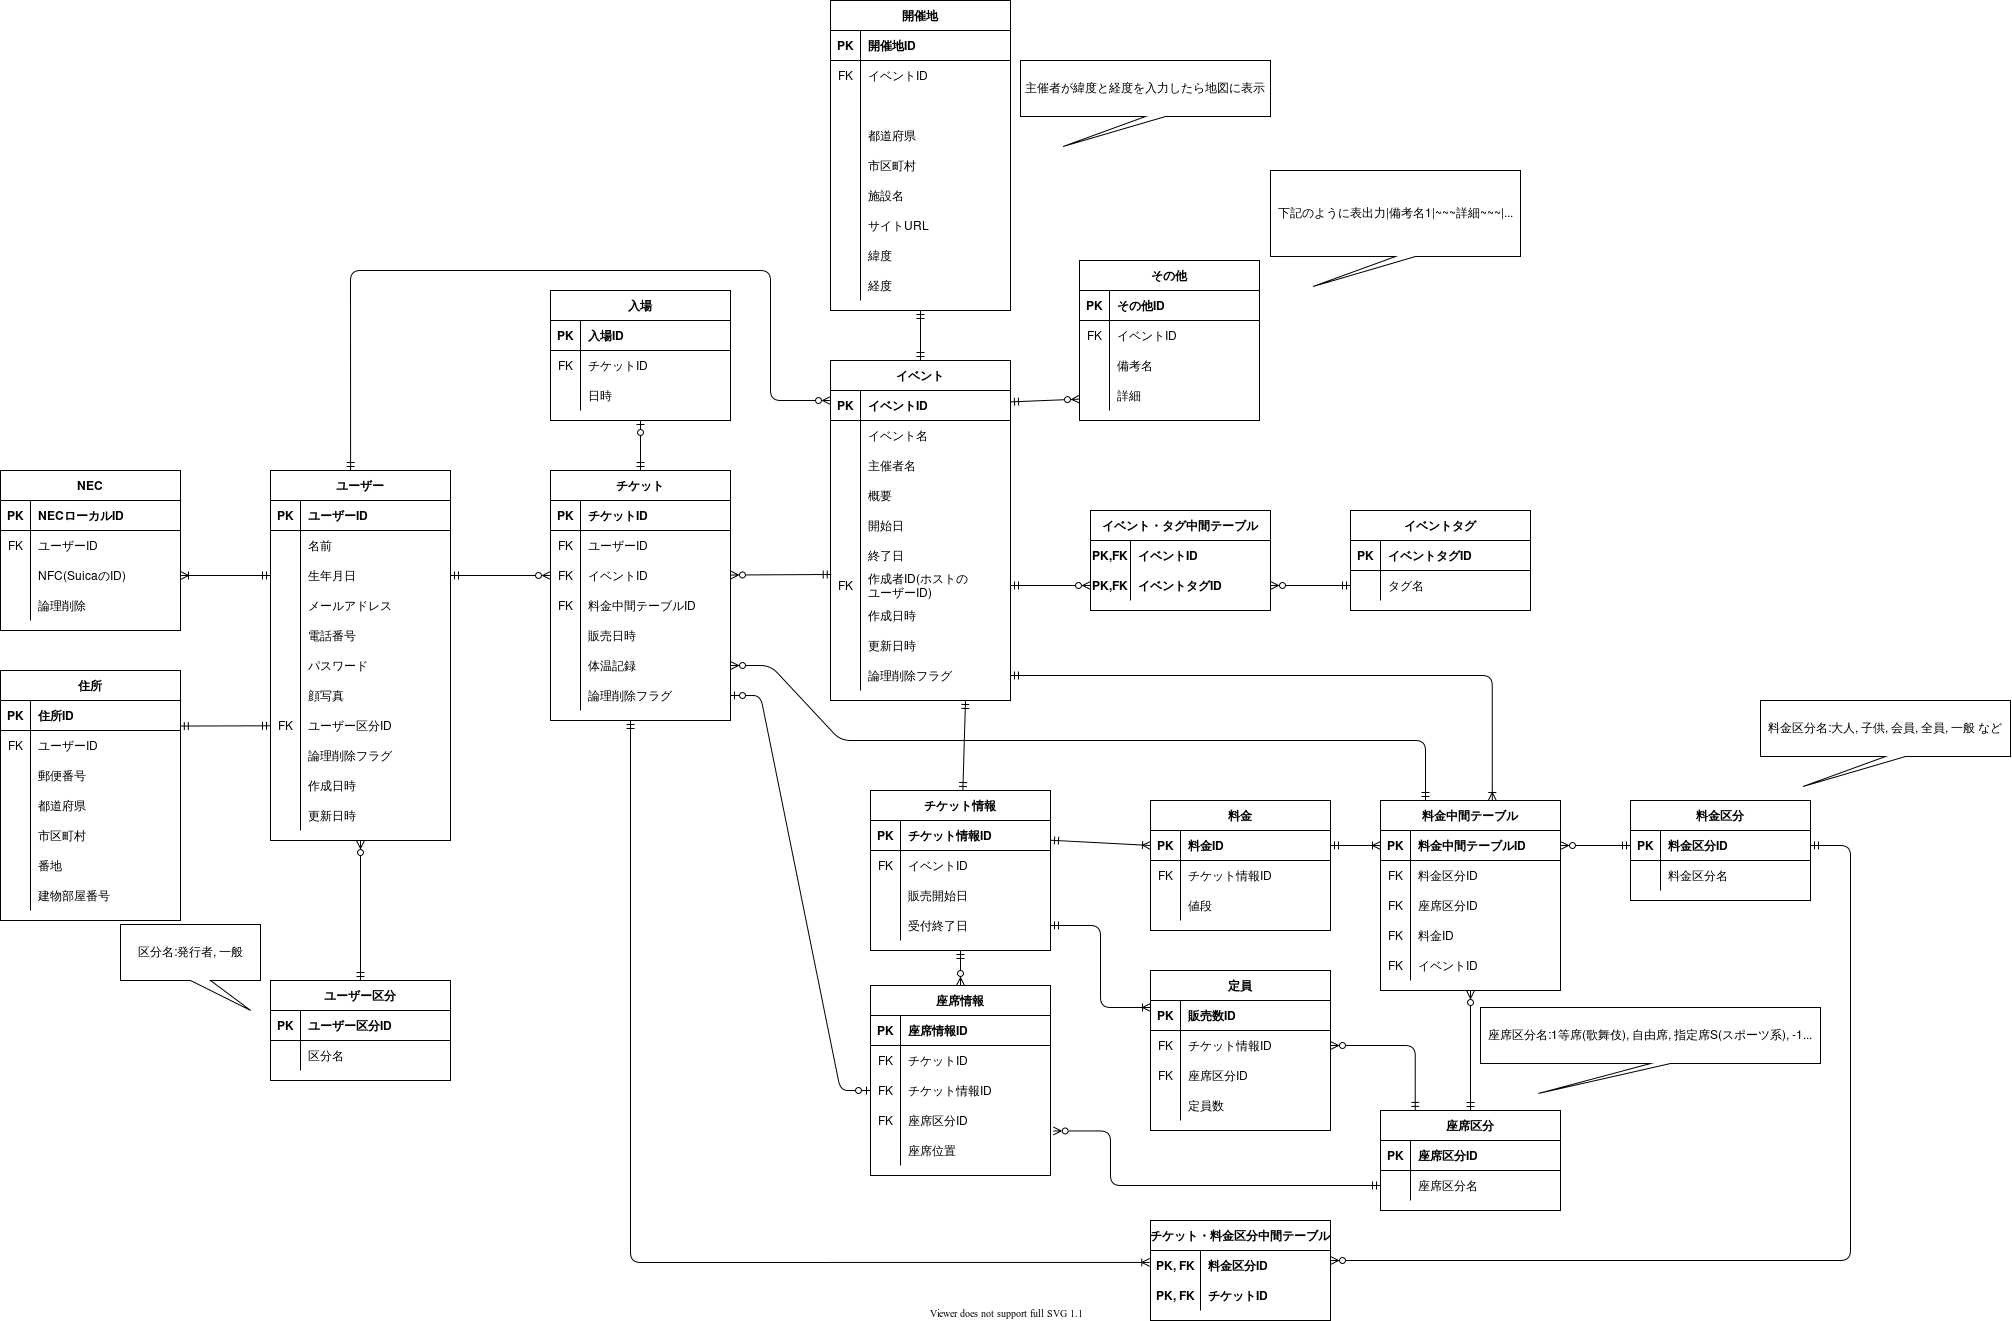 開催地
PK 開催地ID
FK イベントID
都道府県
市区町村
施設名
サイトURL
緯度
経度
主催者が緯度と経度を入力したら地図に表示
下記のように表出力|備考名1|~~~詳細~~~|...
その他
PK その他ID
FK イベントID
備考名
詳細
入場
PK 入場ID
FK チケットID
日時
イベント
PK イベントID
イベント名
主催者名
概要
開始日
終了日
FK 作成者ID(ホストの
ユーザーID)
作成日時
更新日時
論理削除フラグ
NEC
PK NECローカルID
FK ユーザーID
NFC(SuicaのID)
論理削除
ユーザー
PK ユーザーID
名前
生年月日
メールアドレス
電話番号
パスワード
顔写真
FK ユーザー区分ID
論理削除フラグ
作成日時
更新日時
チケット
PK チケットID
FK ユーザーID
FK イベントID
FK 料金中間テーブルID
販売日時
体温記録
論理削除フラグ
イベント・タグ中間テーブル
PK,FK イベントID
PK,FK イベントタグID
イベントタグ
PK イベントタグID
タグ名
住所
PK 住所ID
FK ユーザーID
郵便番号
都道府県
市区町村
番地
建物部屋番号
区分名:発行者, 一般
ユーザー区分
PK ユーザー区分ID
区分名
チケット情報
PK チケット情報ID
FK イベントID
販売開始日
受付終了日
料金
PK 料金ID
FK チケット情報ID
値段
料金中間テーブル
PK 料金中間テーブルID
FK 料金区分ID
FK 座席区分ID
FK 料金ID
FK イベントID
料金区分名:大人, 子供, 会員, 全員, 一般 など
料金区分
PK 料金区分ID
料金区分名
座席情報
PK 座席情報ID
FK チケットID
FK チケット情報ID
FK 座席区分ID
座席位置
定員
PK 販売数ID
FK チケット情報ID
FK 座席区分ID
定員数
座席区分名:1等席(歌舞伎), 自由席, 指定席S(スポーツ系), -1...
座席区分
PK 座席区分ID
座席区分名
チケット・料金区分中間テーブル
PK, FK 料金区分ID
PK, FK チケットID
Viewer does not support full SVG 1.1